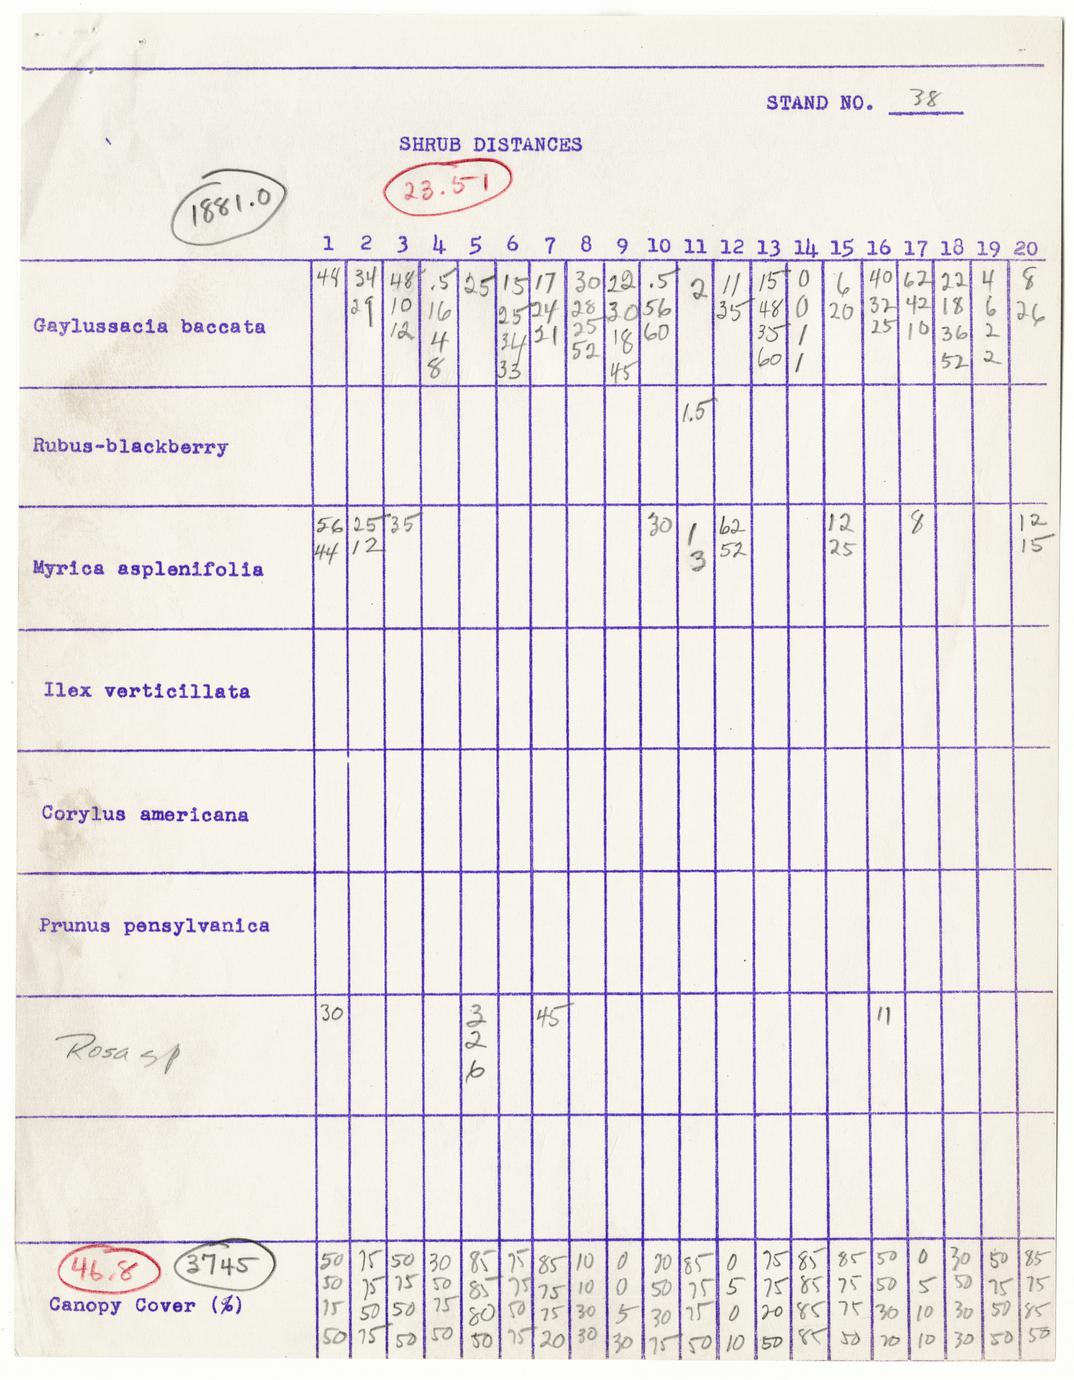 STAND NO. 38
SHRUB DISTANCES
1881.0 23.51
1 2 3 4 5 6 7 8 9 10 11 12 13 14 15 16 17 18 19 20
44 34 48 .5 25 15 17 30 22 .5 2 11 15 0 6 40 62 22 4 8
29 10 16 25 24 28 30 56 35 48 0 20 32 42 18 6 26
Gaylussacia baccata
12 4 34 21 25 18 60 35 1 25 10 36 2
8 33 52 45 60 1 52 2
1.5
Rubus-blackberry
56 25 35 30 1 62 12 8 12
44 12 3 52 25 15
Myrica asplenifolia
Ilex verticillata
Corylus americana
Prunus pensylvanica
30 3 45 11
2
Rosa sp
6
46.8 3745
50 75 50 30 85 75 85 10 0 70 85 0 75 85 85 50 0 30 50 85
50 75 75 50 85 75 75 10 0 50 75 5 75 85 75 50 5 50 75 75
Canopy Cover (%)
75 50 50 75 80 50 75 30 5 30 75 0 20 85 75 30 10 30 50 85
50 75 50 50 50 75 20 30 30 75 50 10 50 85 50 70 10 30 50 50